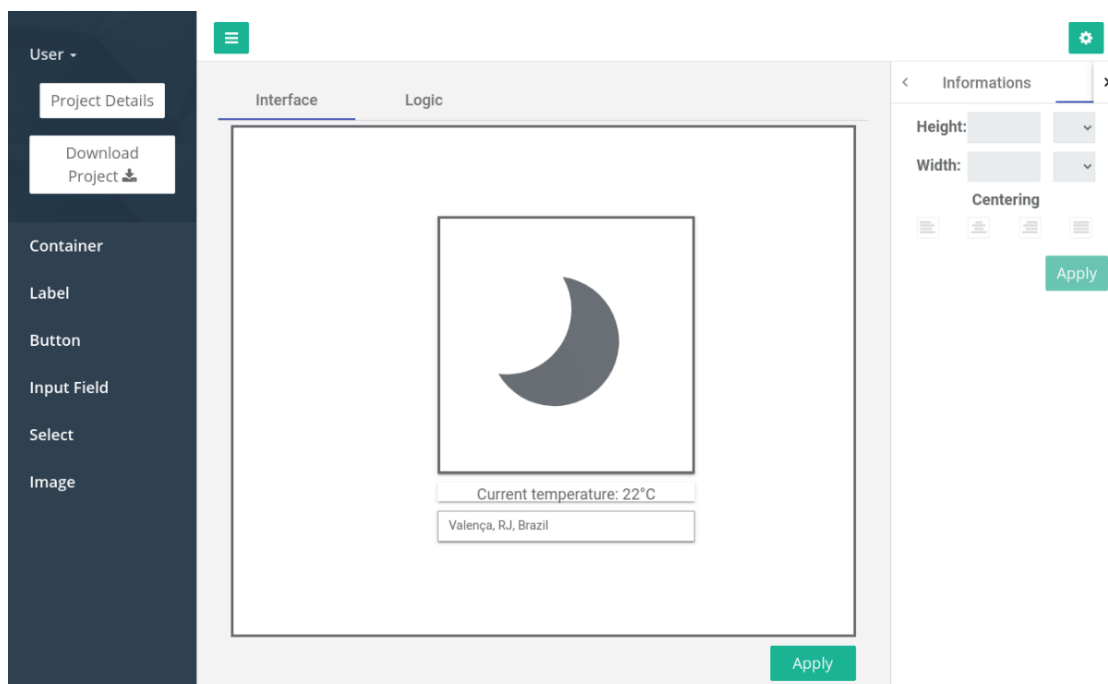 User
Project Details
Download
Project
Container
Label
Button
Input Field
Select
Image
Interface
Logic
Current temperature: 22°C
Valença, RJ, Brazil
Apply
Informations
Height:
Width:
Centering
Apply